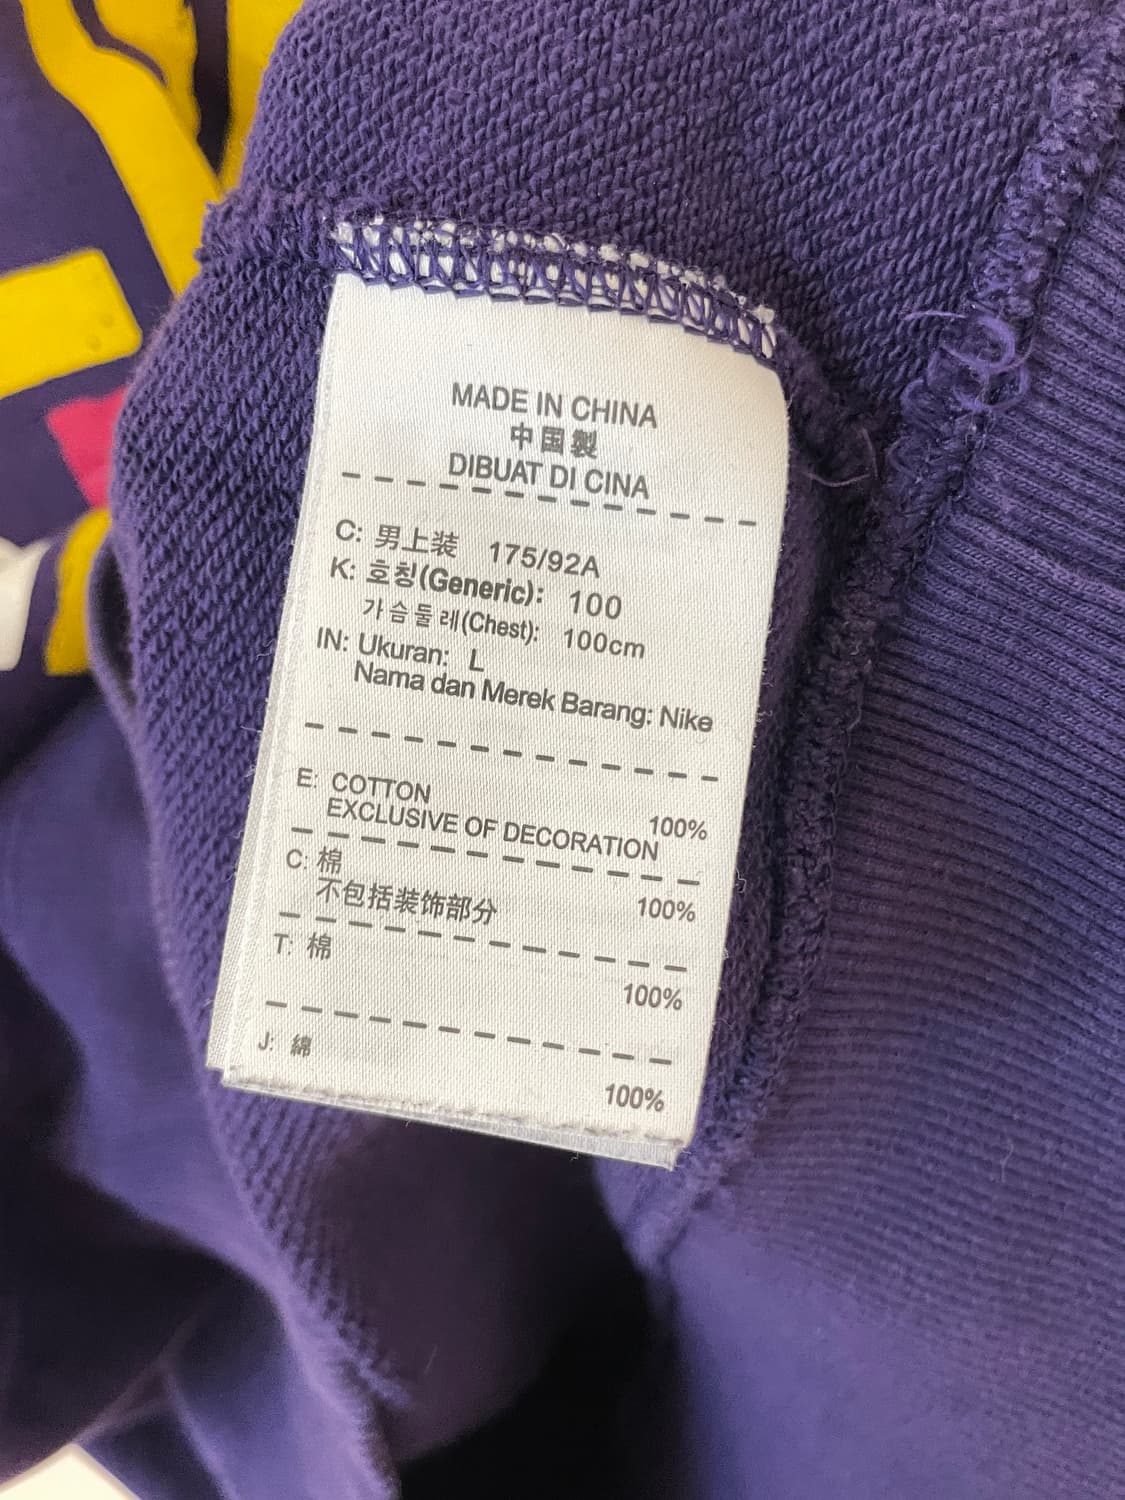 MADE IN CHINA
中国製
DIBUAT DI CINA
C: 男上装 175/92A
K: 호칭(Generic): 100
가슴둘레(Chest): 100cm
IN: Ukuran: L
Nama dan Merek Barang: Nike
E: COTTON 100%
EXCLUSIVE OF DECORATION
C: 棉 100%
不包括装饰部分
T: 棉 100%
J: 綿 100%